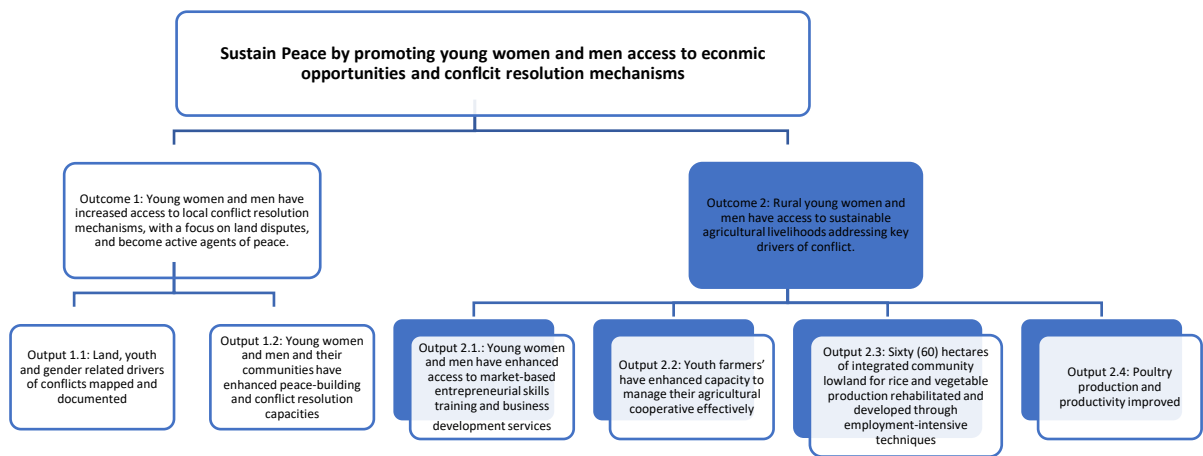 Sustain Peace by promoting young women and men access to econmic
opportunities and conflcit resolution mechanisms
Outcome 1: Young women and men have
increased access to local conflict resolution
mechanisms, with a focus on land disputes,
and become active agents of peace.
Outcome 2: Rural young women and
men have access to sustainable
agricultural livelihoods addressing key
drivers of conflict.
Output 1.1: Land, youth
and gender related drivers
of conflicts mapped and
documented
Output 1.2: Young women
and men and their
communities have
enhanced peace-building
and conflict resolution
capacities
Output 2.1.: Young women
and men have enhanced
access to market-based
entrepreneurial skills
training and business
development services
Output 2.2: Youth farmers’
have enhanced capacity to
manage their agricultural
cooperative effectively
Output 2.3: Sixty (60) hectares
of integrated community
lowland for rice and vegetable
production rehabilitated and
developed through
employment-intensive
techniques
Output 2.4: Poultry
production and
productivity improved